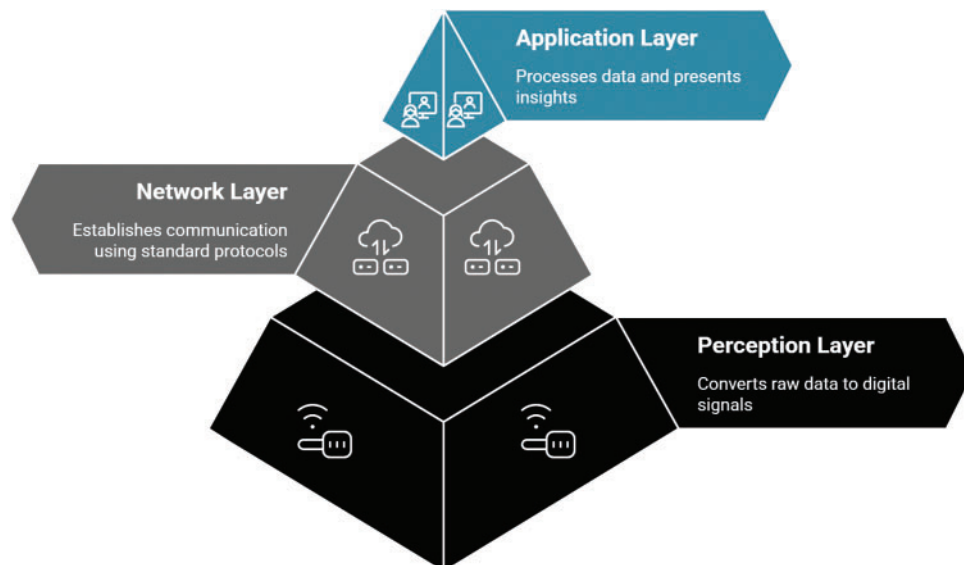 Application Layer
Processes data and presents
insights
Network Layer
Establishes communication
using standard protocols
Perception Layer
Converts raw data to digital
signals